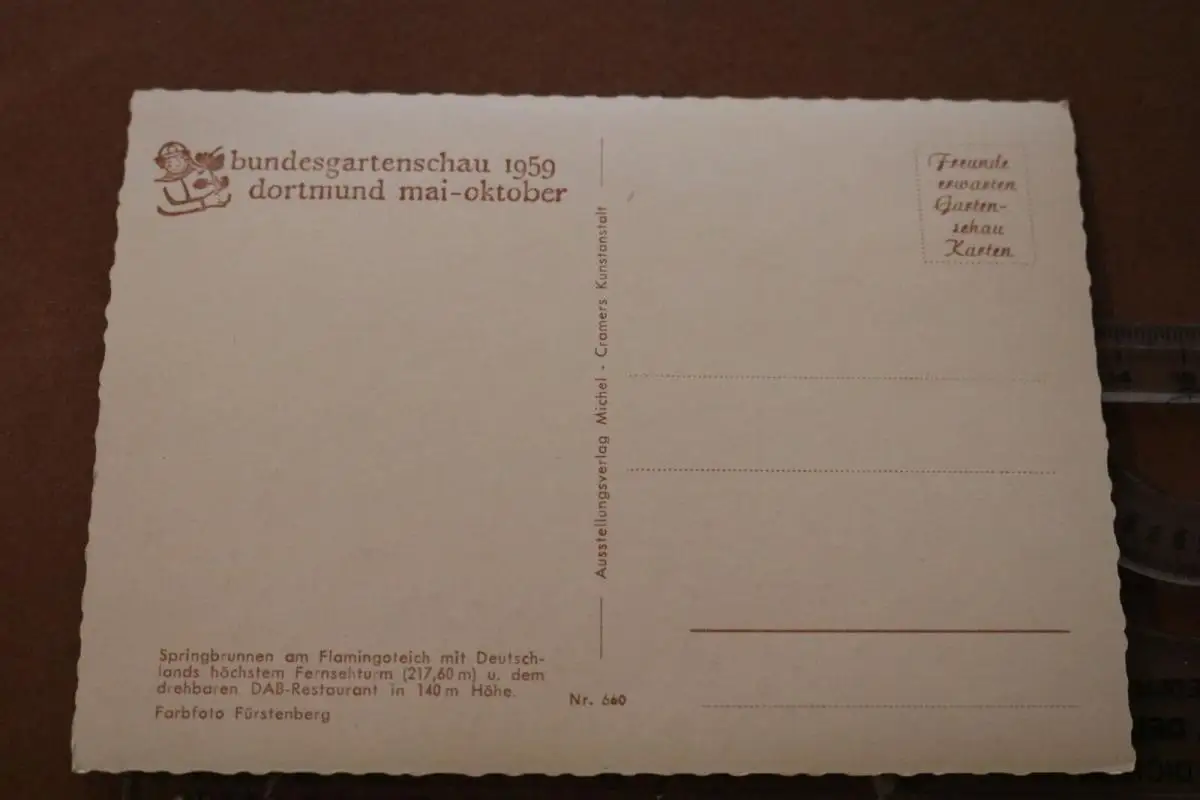 bundesgartenschau 1959
dortmund mai-oktober
Freunde
erwarten
Garten-
schau
Karten
Ausstellungsverlag Michel - Cramers Kunstanstalt
Springbrunnen am Flamingoteich mit Deutsch-
lands höchstem Fernsehturm (217,60 m) u. dem
drehbaren DAB-Restaurant in 140 m Höhe.
Farbfoto Fürstenberg
Nr. 660